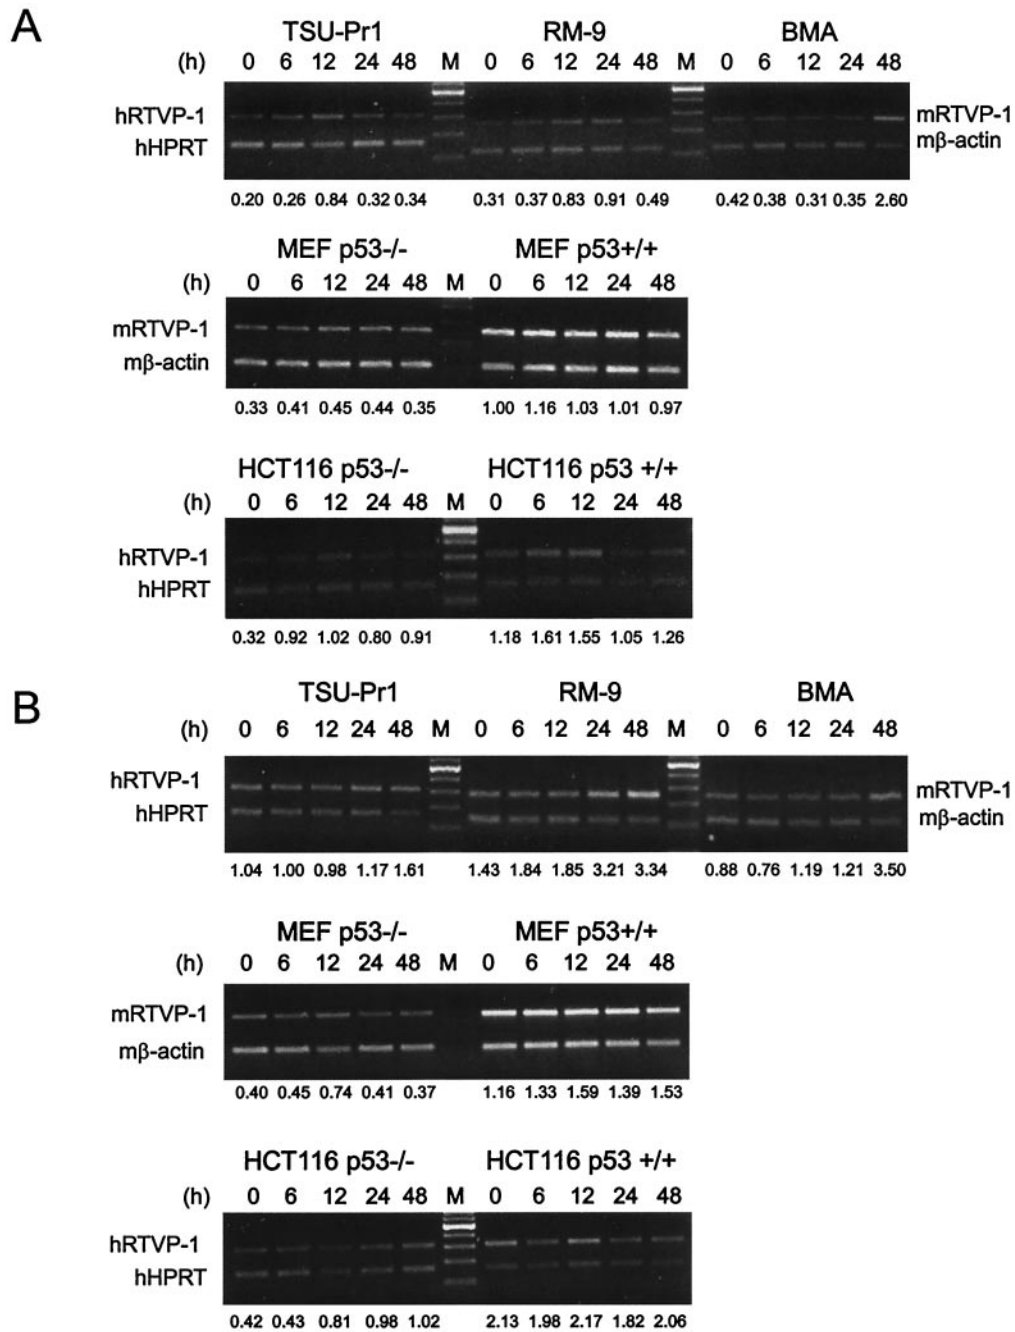 A
TSU-Pr1 RM-9 BMA
(h) 0 6 12 24 48 M 0 6 12 24 48 M 0 6 12 24 48
hRTVP-1 mRTVP-1
hHPRT mβ-actin
0.20 0.26 0.84 0.32 0.34 0.31 0.37 0.83 0.91 0.49 0.42 0.38 0.31 0.35 2.60
MEF p53-/- MEF p53+/+
(h) 0 6 12 24 48 M 0 6 12 24 48
mRTVP-1
mβ-actin
0.33 0.41 0.45 0.44 0.35 1.00 1.16 1.03 1.01 0.97
HCT116 p53-/- HCT116 p53 +/+
(h) 0 6 12 24 48 M 0 6 12 24 48
hRTVP-1
hHPRT
0.32 0.92 1.02 0.80 0.91 1.18 1.61 1.55 1.05 1.26
B
TSU-Pr1 RM-9 BMA
(h) 0 6 12 24 48 M 0 6 12 24 48 M 0 6 12 24 48
hRTVP-1 mRTVP-1
hHPRT mβ-actin
1.04 1.00 0.98 1.17 1.61 1.43 1.84 1.85 3.21 3.34 0.88 0.76 1.19 1.21 3.50
MEF p53-/- MEF p53+/+
(h) 0 6 12 24 48 M 0 6 12 24 48
mRTVP-1
mβ-actin
0.40 0.45 0.74 0.41 0.37 1.16 1.33 1.59 1.39 1.53
HCT116 p53-/- HCT116 p53 +/+
(h) 0 6 12 24 48 M 0 6 12 24 48
hRTVP-1
hHPRT
0.42 0.43 0.81 0.98 1.02 2.13 1.98 2.17 1.82 2.06